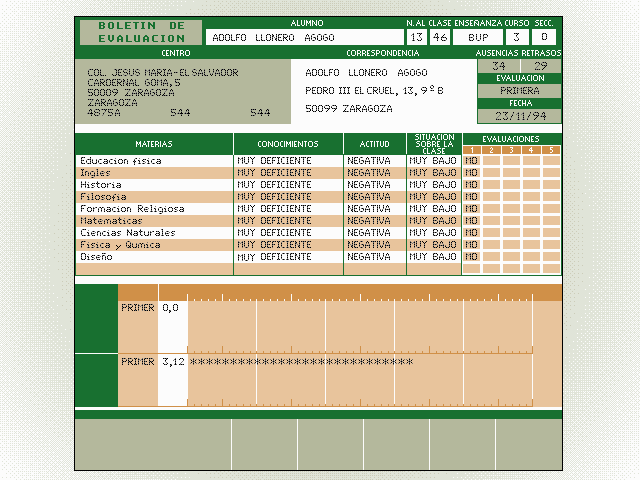 BOLETIN DE EVALUACION
ALUMNO
N.AL CLASE ENSEÑANZA CURSO SECC.
ADOLFO LLONERO AGOGO
13 46 BUP 3 0
CENTRO
CORRESPONDENCIA
AUSENCIAS RETRASOS
34 29
COL. JESUS MARIA-EL SALVADOR
CARDERNAL GOMA,5
50009 ZARAGOZA
ZARAGOZA
4875A 544 544
ADOLFO LLONERO AGOGO
PEDRO III EL CRUEL, 13, 9º B
50099 ZARAGOZA
EVALUACION
PRIMERA
FECHA
23/11/94
MATERIAS CONOCIMIENTOS ACTITUD SITUACION SOBRE LA CLASE EVALUACIONES
1 2 3 4 5
Educacion fisica MUY DEFICIENTE NEGATIVA MUY BAJO MD
Ingles MUY DEFICIENTE NEGATIVA MUY BAJO MD
Historia MUY DEFICIENTE NEGATIVA MUY BAJO MD
Filosofia MUY DEFICIENTE NEGATIVA MUY BAJO MD
Formacion Religiosa MUY DEFICIENTE NEGATIVA MUY BAJO MD
Matematicas MUY DEFICIENTE NEGATIVA MUY BAJO MD
Ciencias Naturales MUY DEFICIENTE NEGATIVA MUY BAJO MD
Fisica y Qumica MUY DEFICIENTE NEGATIVA MUY BAJO MD
Diseño MUY DEFICIENTE NEGATIVA MUY BAJO MD
PRIMER 0,0
PRIMER 3,12 ****************************